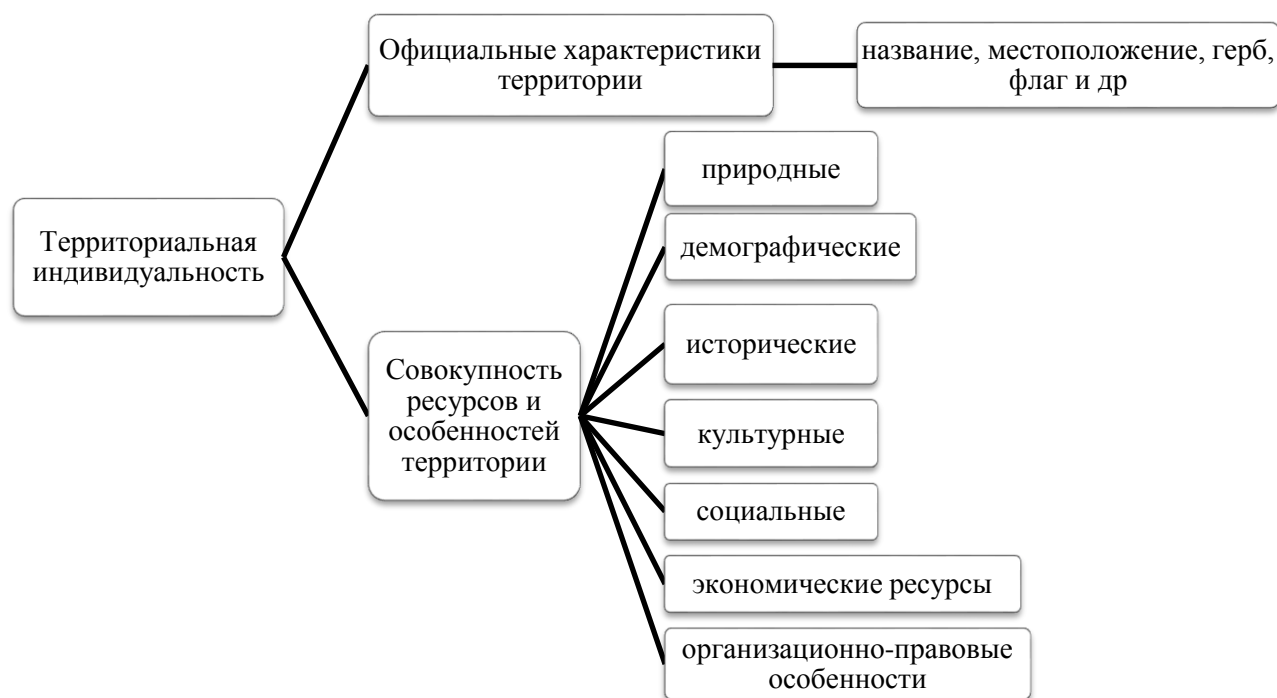 Официальные характеристики
территории
название, местоположение, герб,
флаг и др
природные
демографические
Территориальная
индивидуальность
исторические
Совокупность
ресурсов и
особенностей
территории
культурные
социальные
экономические ресурсы
организационно-правовые
особенности